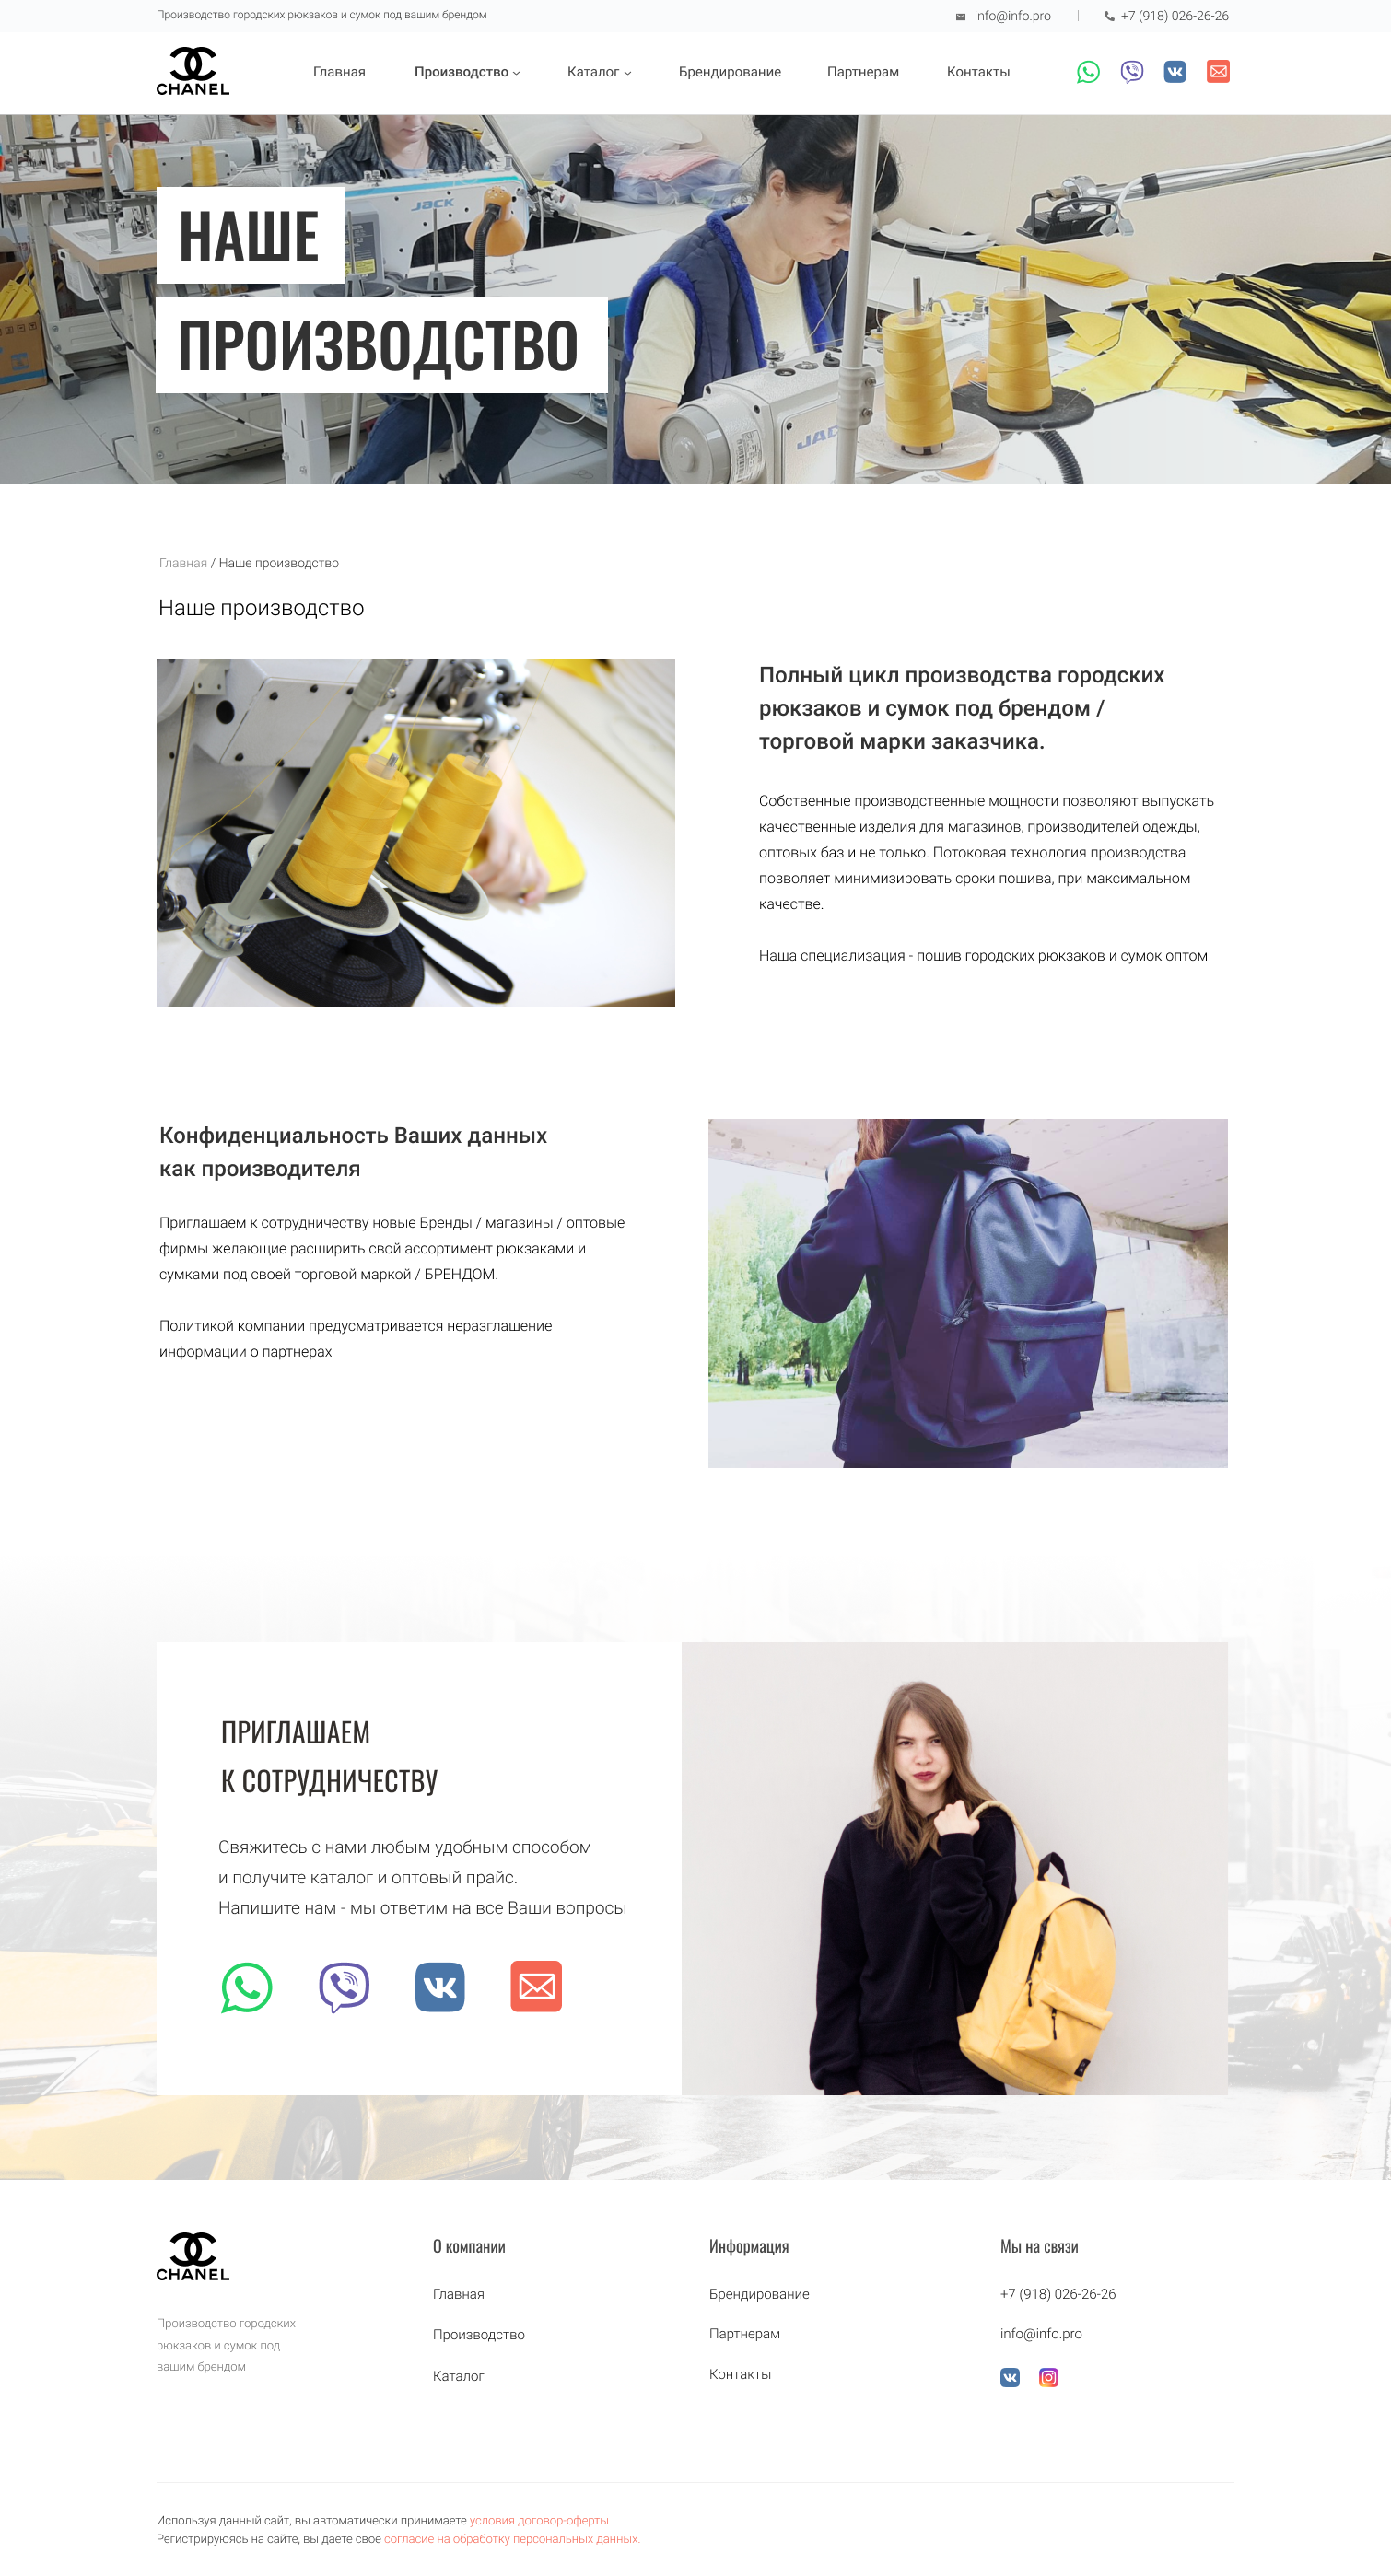 Производство городских рюкзаков и сумок под вашим брендом
info@info.pro | +7 (918) 026-26-26
CHANEL
Главная Производство Каталог Брендирование Партнерам Контакты
JACK
НАШЕ
ПРОИЗВОДСТВО
JAC
Главная / Наше производство
Наше производство
Полный цикл производства городских
рюкзаков и сумок под брендом /
торговой марки заказчика.
Собственные производственные мощности позволяют выпускать
качественные изделия для магазинов, производителей одежды,
оптовых баз и не только. Потоковая технология производства
позволяет минимизировать сроки пошива, при максимальном
качестве.
Наша специализация - пошив городских рюкзаков и сумок оптом
Конфиденциальность Ваших данных
как производителя
Приглашаем к сотрудничеству новые Бренды / магазины / оптовые
фирмы желающие расширить свой ассортимент рюкзаками и
сумками под своей торговой маркой / БРЕНДОМ.
Политикой компании предусматривается неразглашение
информации о партнерах
ПРИГЛАШАЕМ
К СОТРУДНИЧЕСТВУ
Свяжитесь с нами любым удобным способом
и получите каталог и оптовый прайс.
Напишите нам - мы ответим на все Ваши вопросы
CHANEL
Производство городских
рюкзаков и сумок под
вашим брендом
О компании
Главная
Производство
Каталог
Информация
Брендирование
Партнерам
Контакты
Мы на связи
+7 (918) 026-26-26
info@info.pro
Используя данный сайт, вы автоматически принимаете условия договор-оферты.
Регистрируюясь на сайте, вы даете свое согласие на обработку персональных данных.